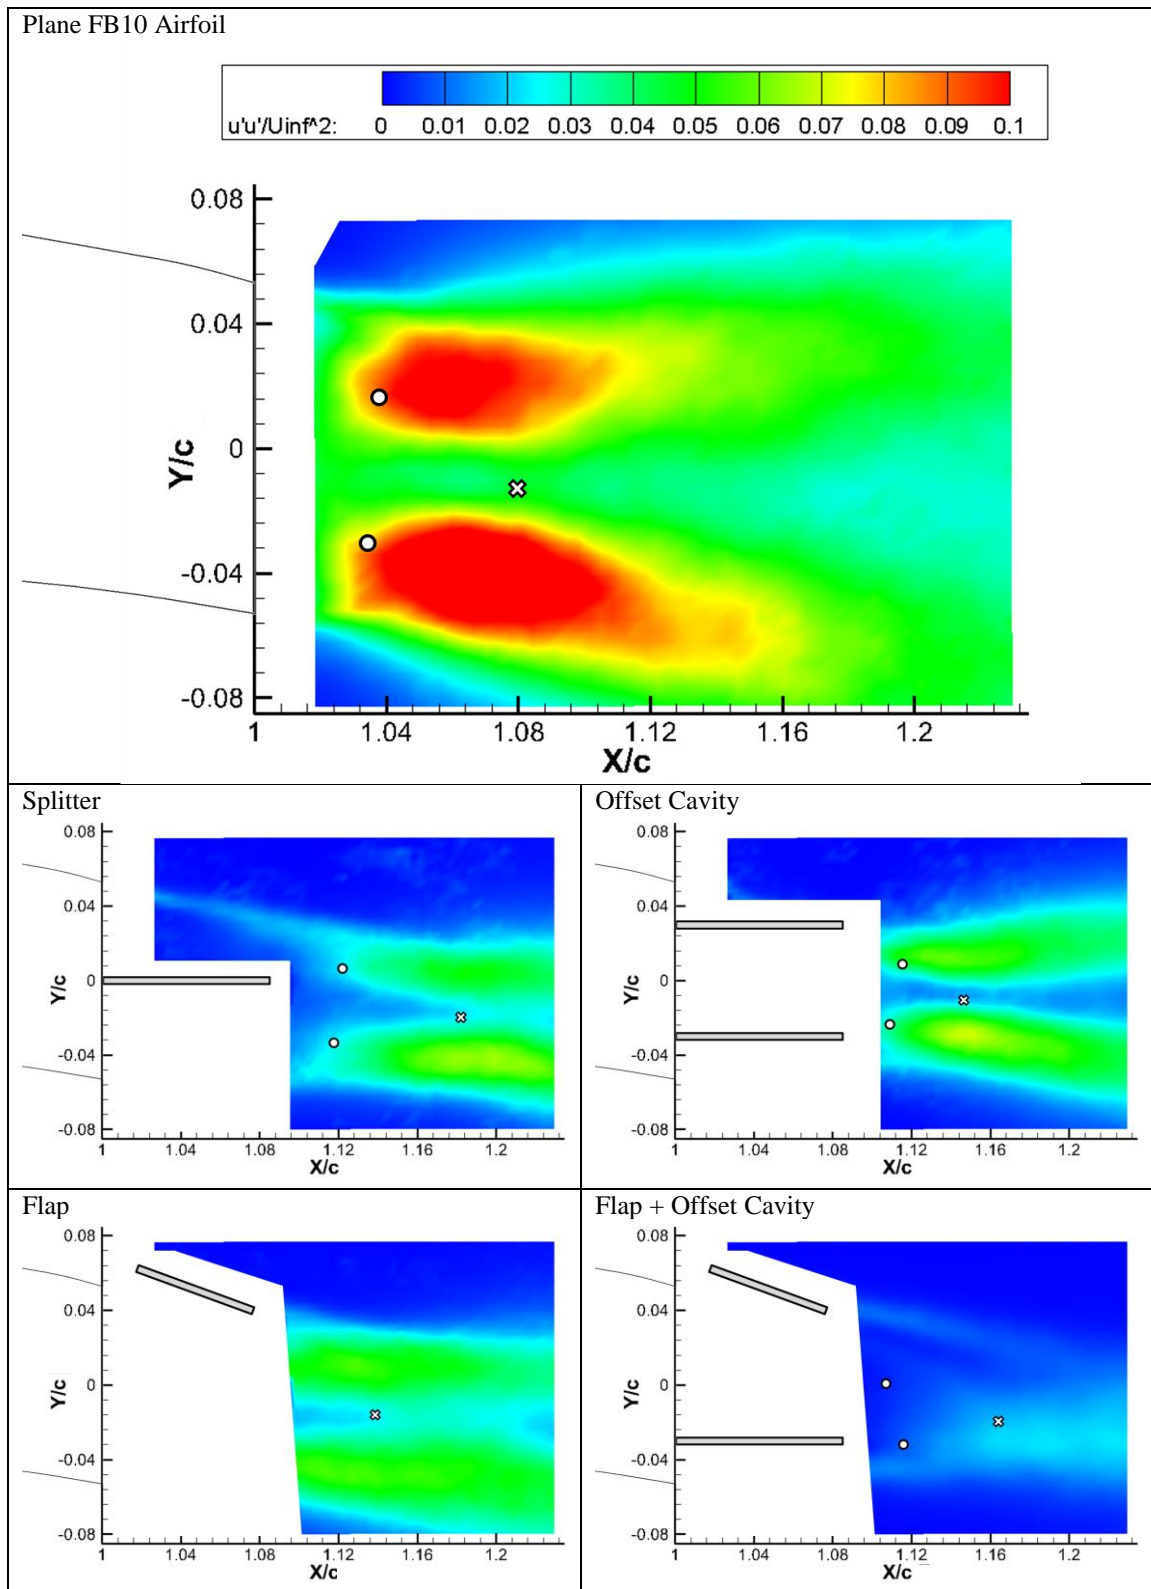 Plane FB10 Airfoil
u'u'/Uinf^2: 0 0.01 0.02 0.03 0.04 0.05 0.06 0.07 0.08 0.09 0.1
0.08
0.04
Y/c
0
-0.04
-0.08
1 1.04 1.08 1.12 1.16 1.2
X/c
Splitter
0.08
0.04
Y/c
0
-0.04
-0.08
1 1.04 1.08 1.12 1.16 1.2
X/c
Offset Cavity
0.08
0.04
Y/c
0
-0.04
-0.08
1 1.04 1.08 1.12 1.16 1.2
X/c
Flap
0.08
0.04
Y/c
0
-0.04
-0.08
1 1.04 1.08 1.12 1.16 1.2
X/c
Flap + Offset Cavity
0.08
0.04
Y/c
0
-0.04
-0.08
1 1.04 1.08 1.12 1.16 1.2
X/c